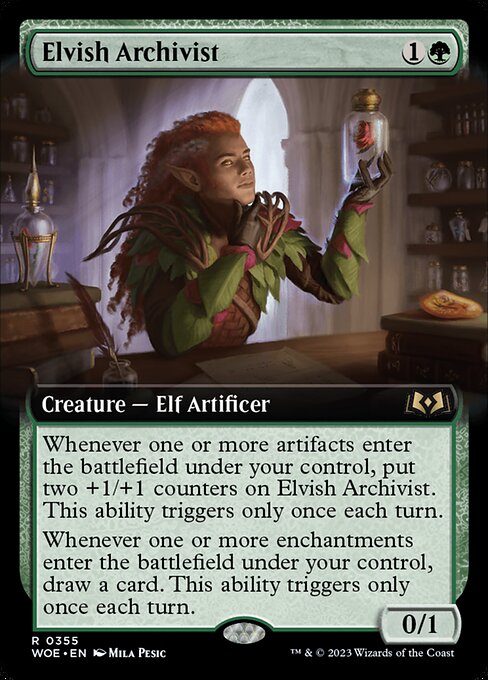 Elvish Archivist 1
Creature — Elf Artificer
Whenever one or more artifacts enter
the battlefield under your control, put
two +1/+1 counters on Elvish Archivist.
This ability triggers only once each turn.
Whenever one or more enchantments
enter the battlefield under your control,
draw a card. This ability triggers only
once each turn.
0/1
R 0355
WOE • EN Mila Pesic
™ & © 2023 Wizards of the Coast